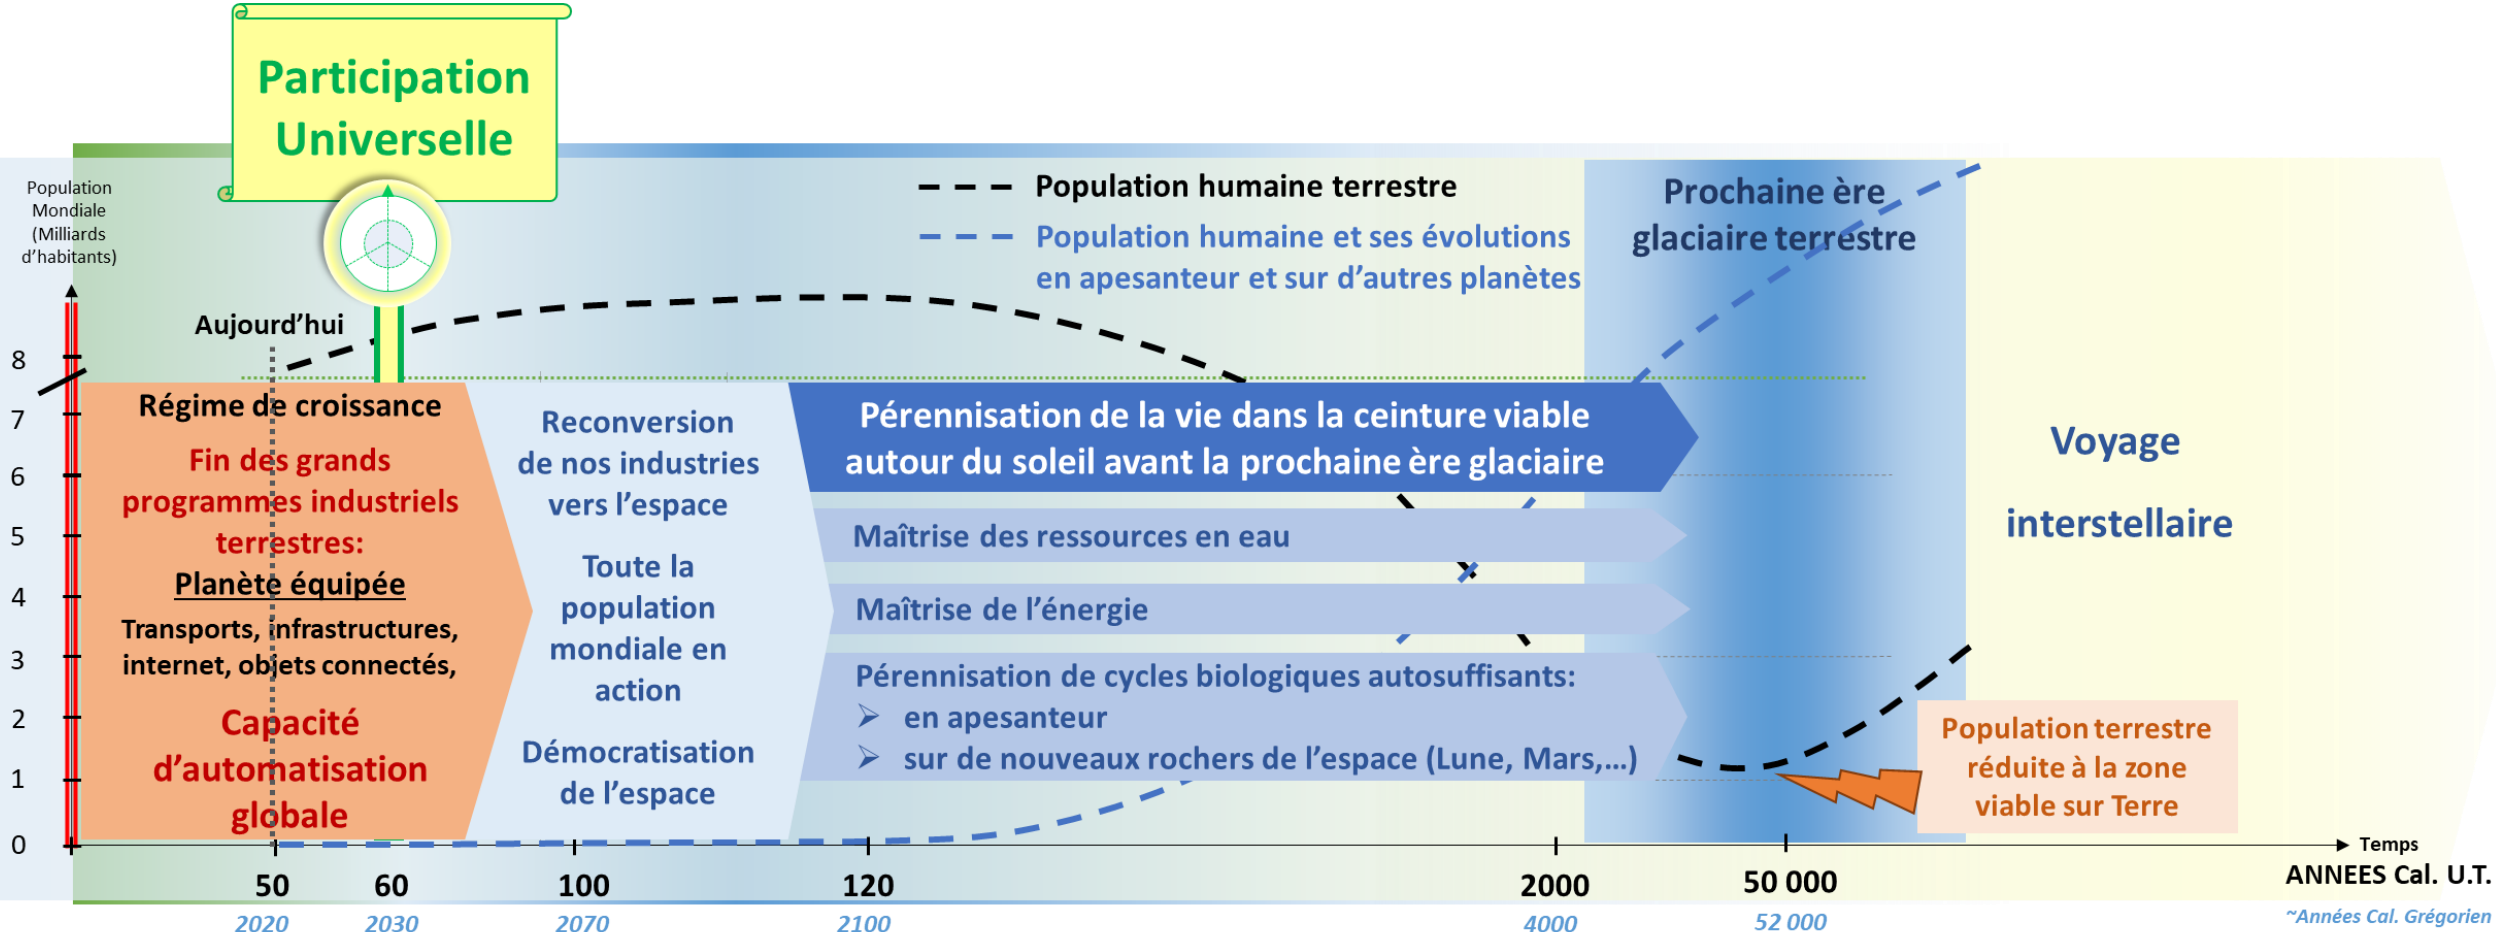 Participation
Universelle
Population
Mondiale
(Milliards
d’habitants)
Population humaine terrestre
Population humaine et ses évolutions
en apesanteur et sur d’autres planètes
Prochaine ère
glaciaire terrestre
Aujourd’hui
8
7
6
5
4
3
2
1
0
Régime de croissance
Fin des grands
programmes industriels
terrestres:
Planète équipée
Transports, infrastructures,
internet, objets connectés,
Capacité
d’automatisation
globale
Reconversion
de nos industries
vers l’espace
Toute la
population
mondiale en
action
Démocratisation
de l’espace
Pérennisation de la vie dans la ceinture viable
autour du soleil avant la prochaine ère glaciaire
Maîtrise des ressources en eau
Maîtrise de l’énergie
Pérennisation de cycles biologiques autosuffisants:
en apesanteur
sur de nouveaux rochers de l’espace (Lune, Mars,...)
Voyage
interstellaire
Population terrestre
réduite à la zone
viable sur Terre
Temps
50 60 100 120 2000 50 000 ANNEES Cal. U.T.
2020 2030 2070 2100 4000 52 000 ~Années Cal. Grégorien